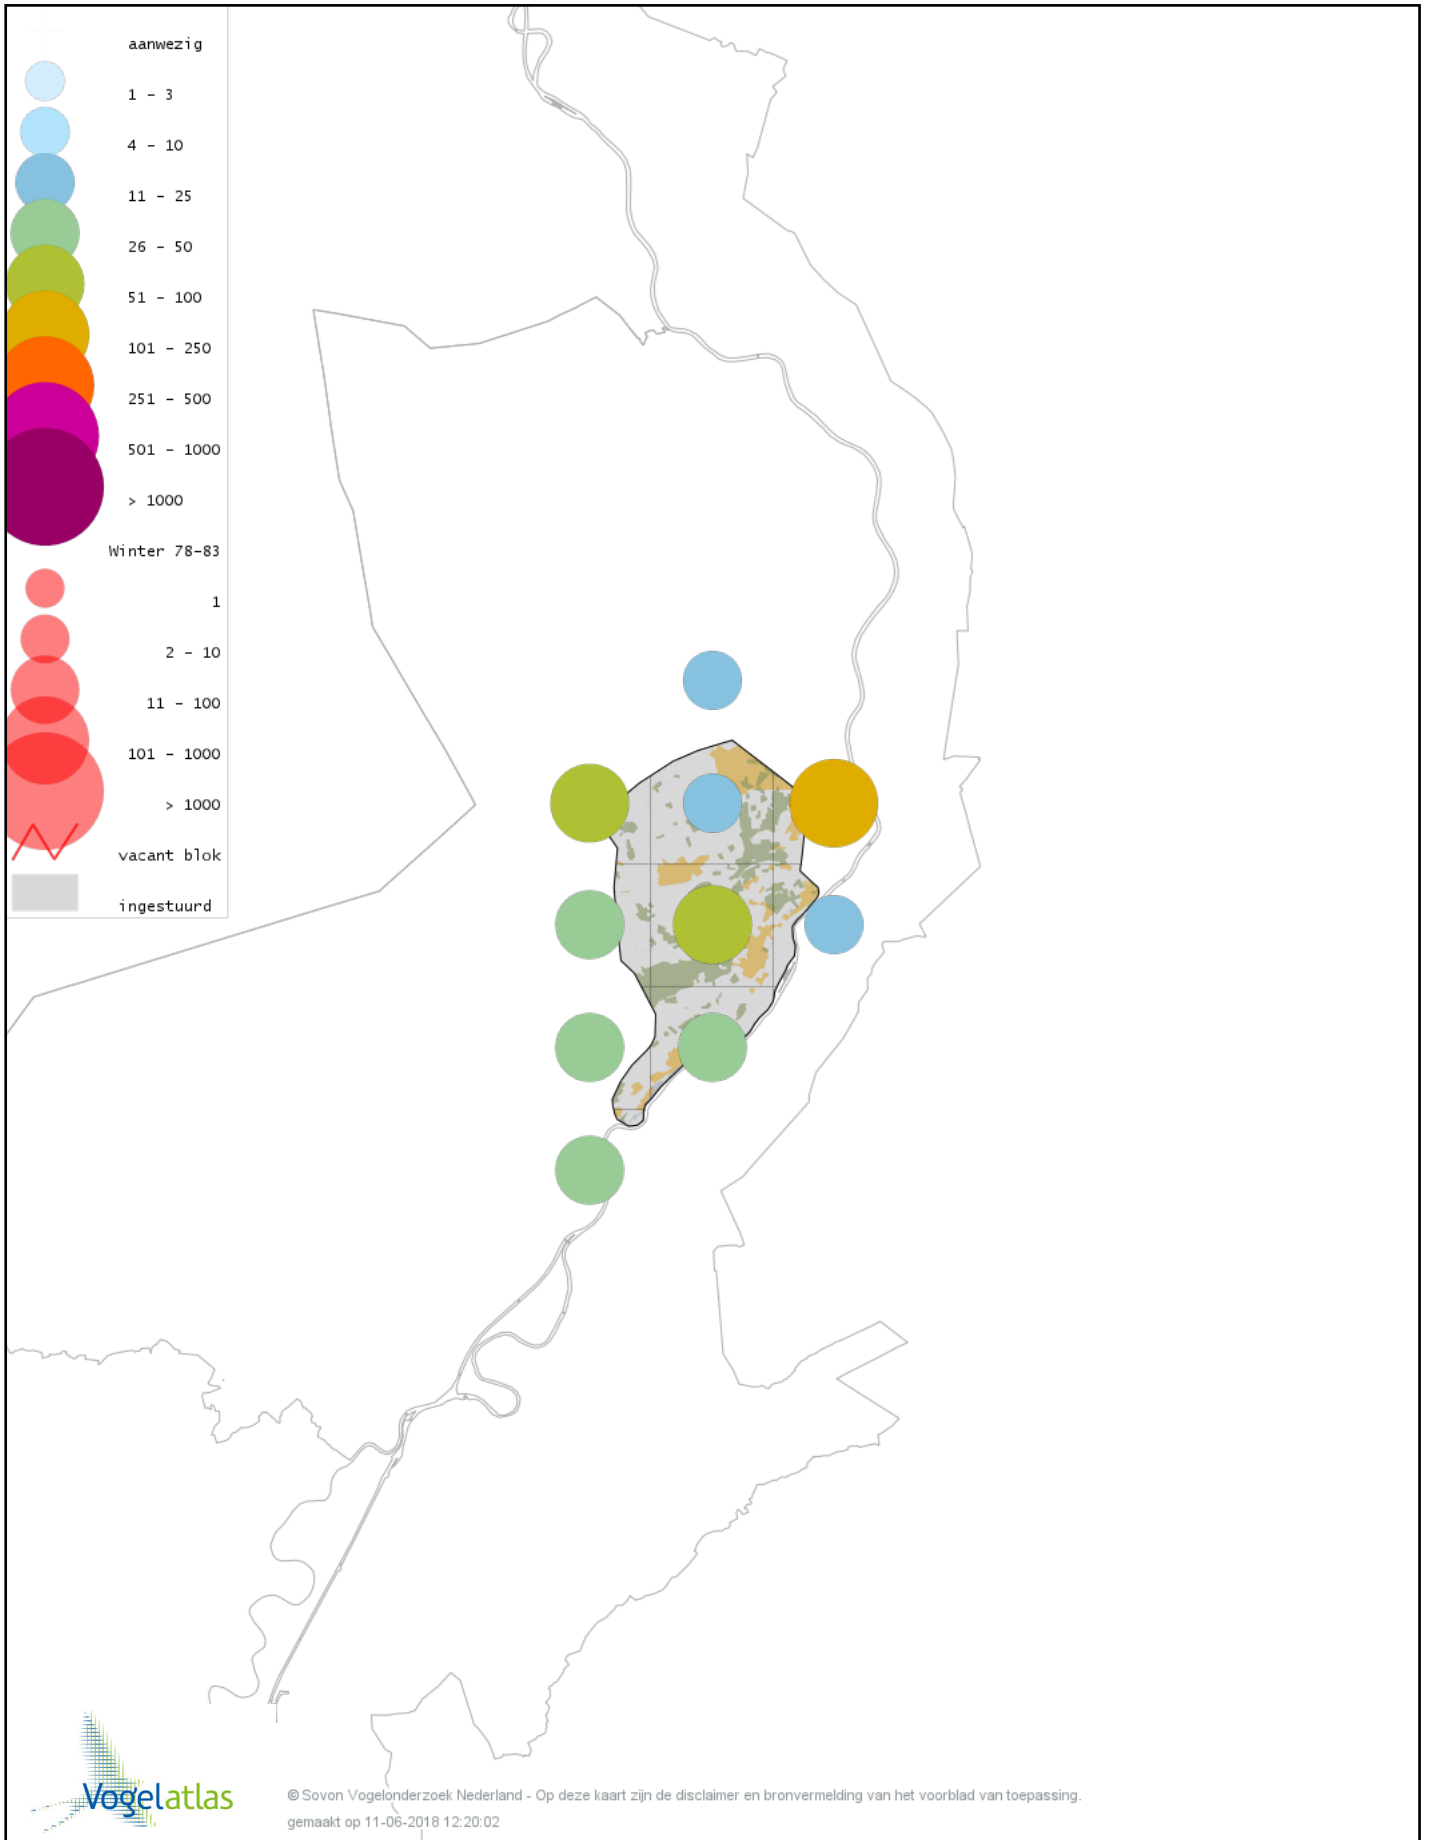 aanwezig
1 - 3
4 - 10
11 - 25
26 - 50
51 - 100
101 - 250
251 - 500
501 - 1000
> 1000
Winter 78-83
1
2 - 10
11 - 100
101 - 1000
> 1000
vacant blok
ingestuurd
Vogelatlas
© Sovon Vogelonderzoek Nederland - Op deze kaart zijn de disclaimer en bronvermelding van het voorblad van toepassing.
gemaakt op 11-06-2018 12:20:02